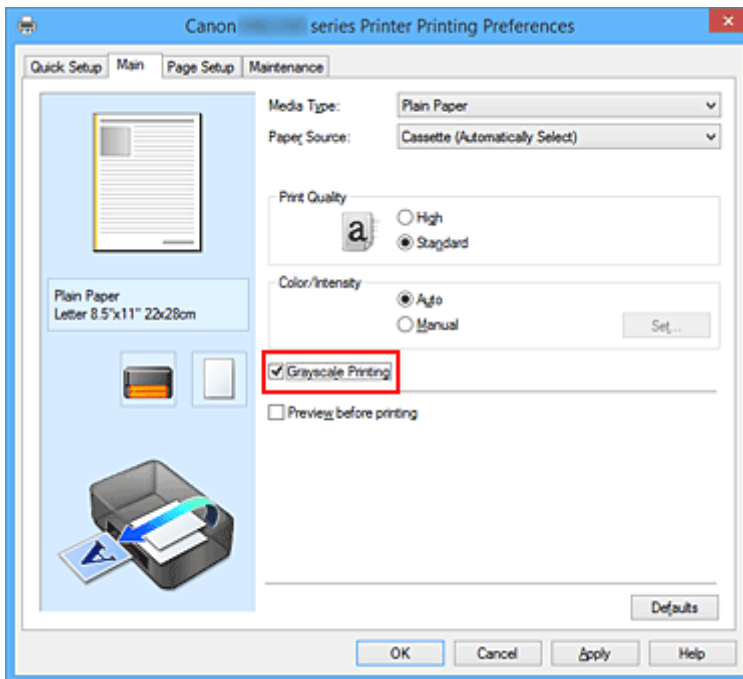 Canon series Printer Printing Preferences
Quick Setup Main Page Setup Maintenance
Media Type: Plain Paper
Paper Source: Cassette (Automatically Select)
Print Quality
a
High
Standard
Color/Intensity
Auto
Manual
Set...
Plain Paper
Letter 8.5"x11" 22x28cm
Grayscale Printing
Preview before printing
A
Defaults
OK Cancel Apply Help